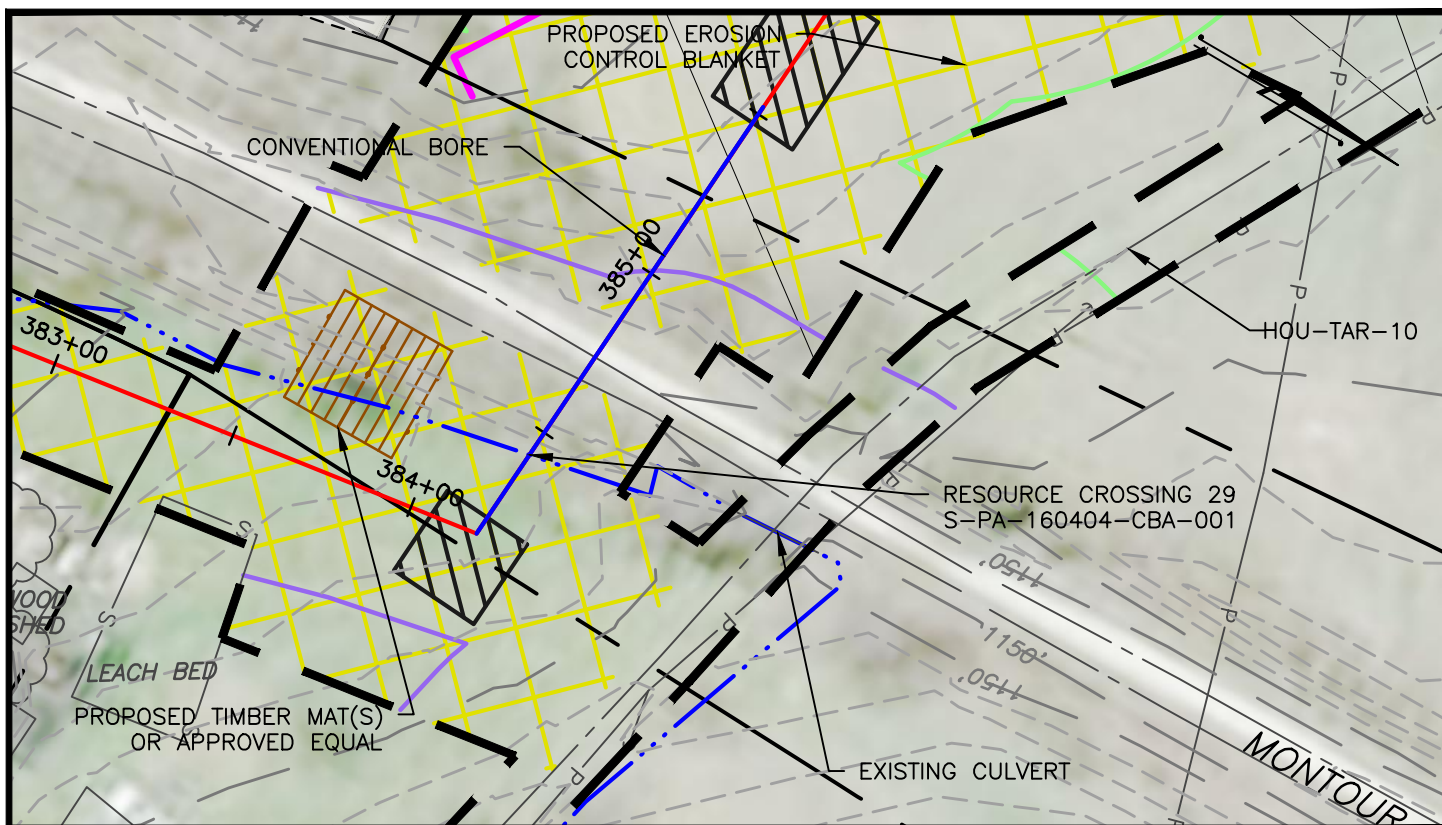 PROPOSED EROSION
CONTROL BLANKET
CONVENTIONAL BORE
385+00
383+00
HOU-TAR-10
384+00
RESOURCE CROSSING 29
S-PA-160404-CBA-001
1150'
1150'
1150'
SHED
LEACH BED
PROPOSED TIMBER MAT(S)
OR APPROVED EQUAL
EXISTING CULVERT
MONTOUR
P
P
P
P
P
P
P
P
S
S
S